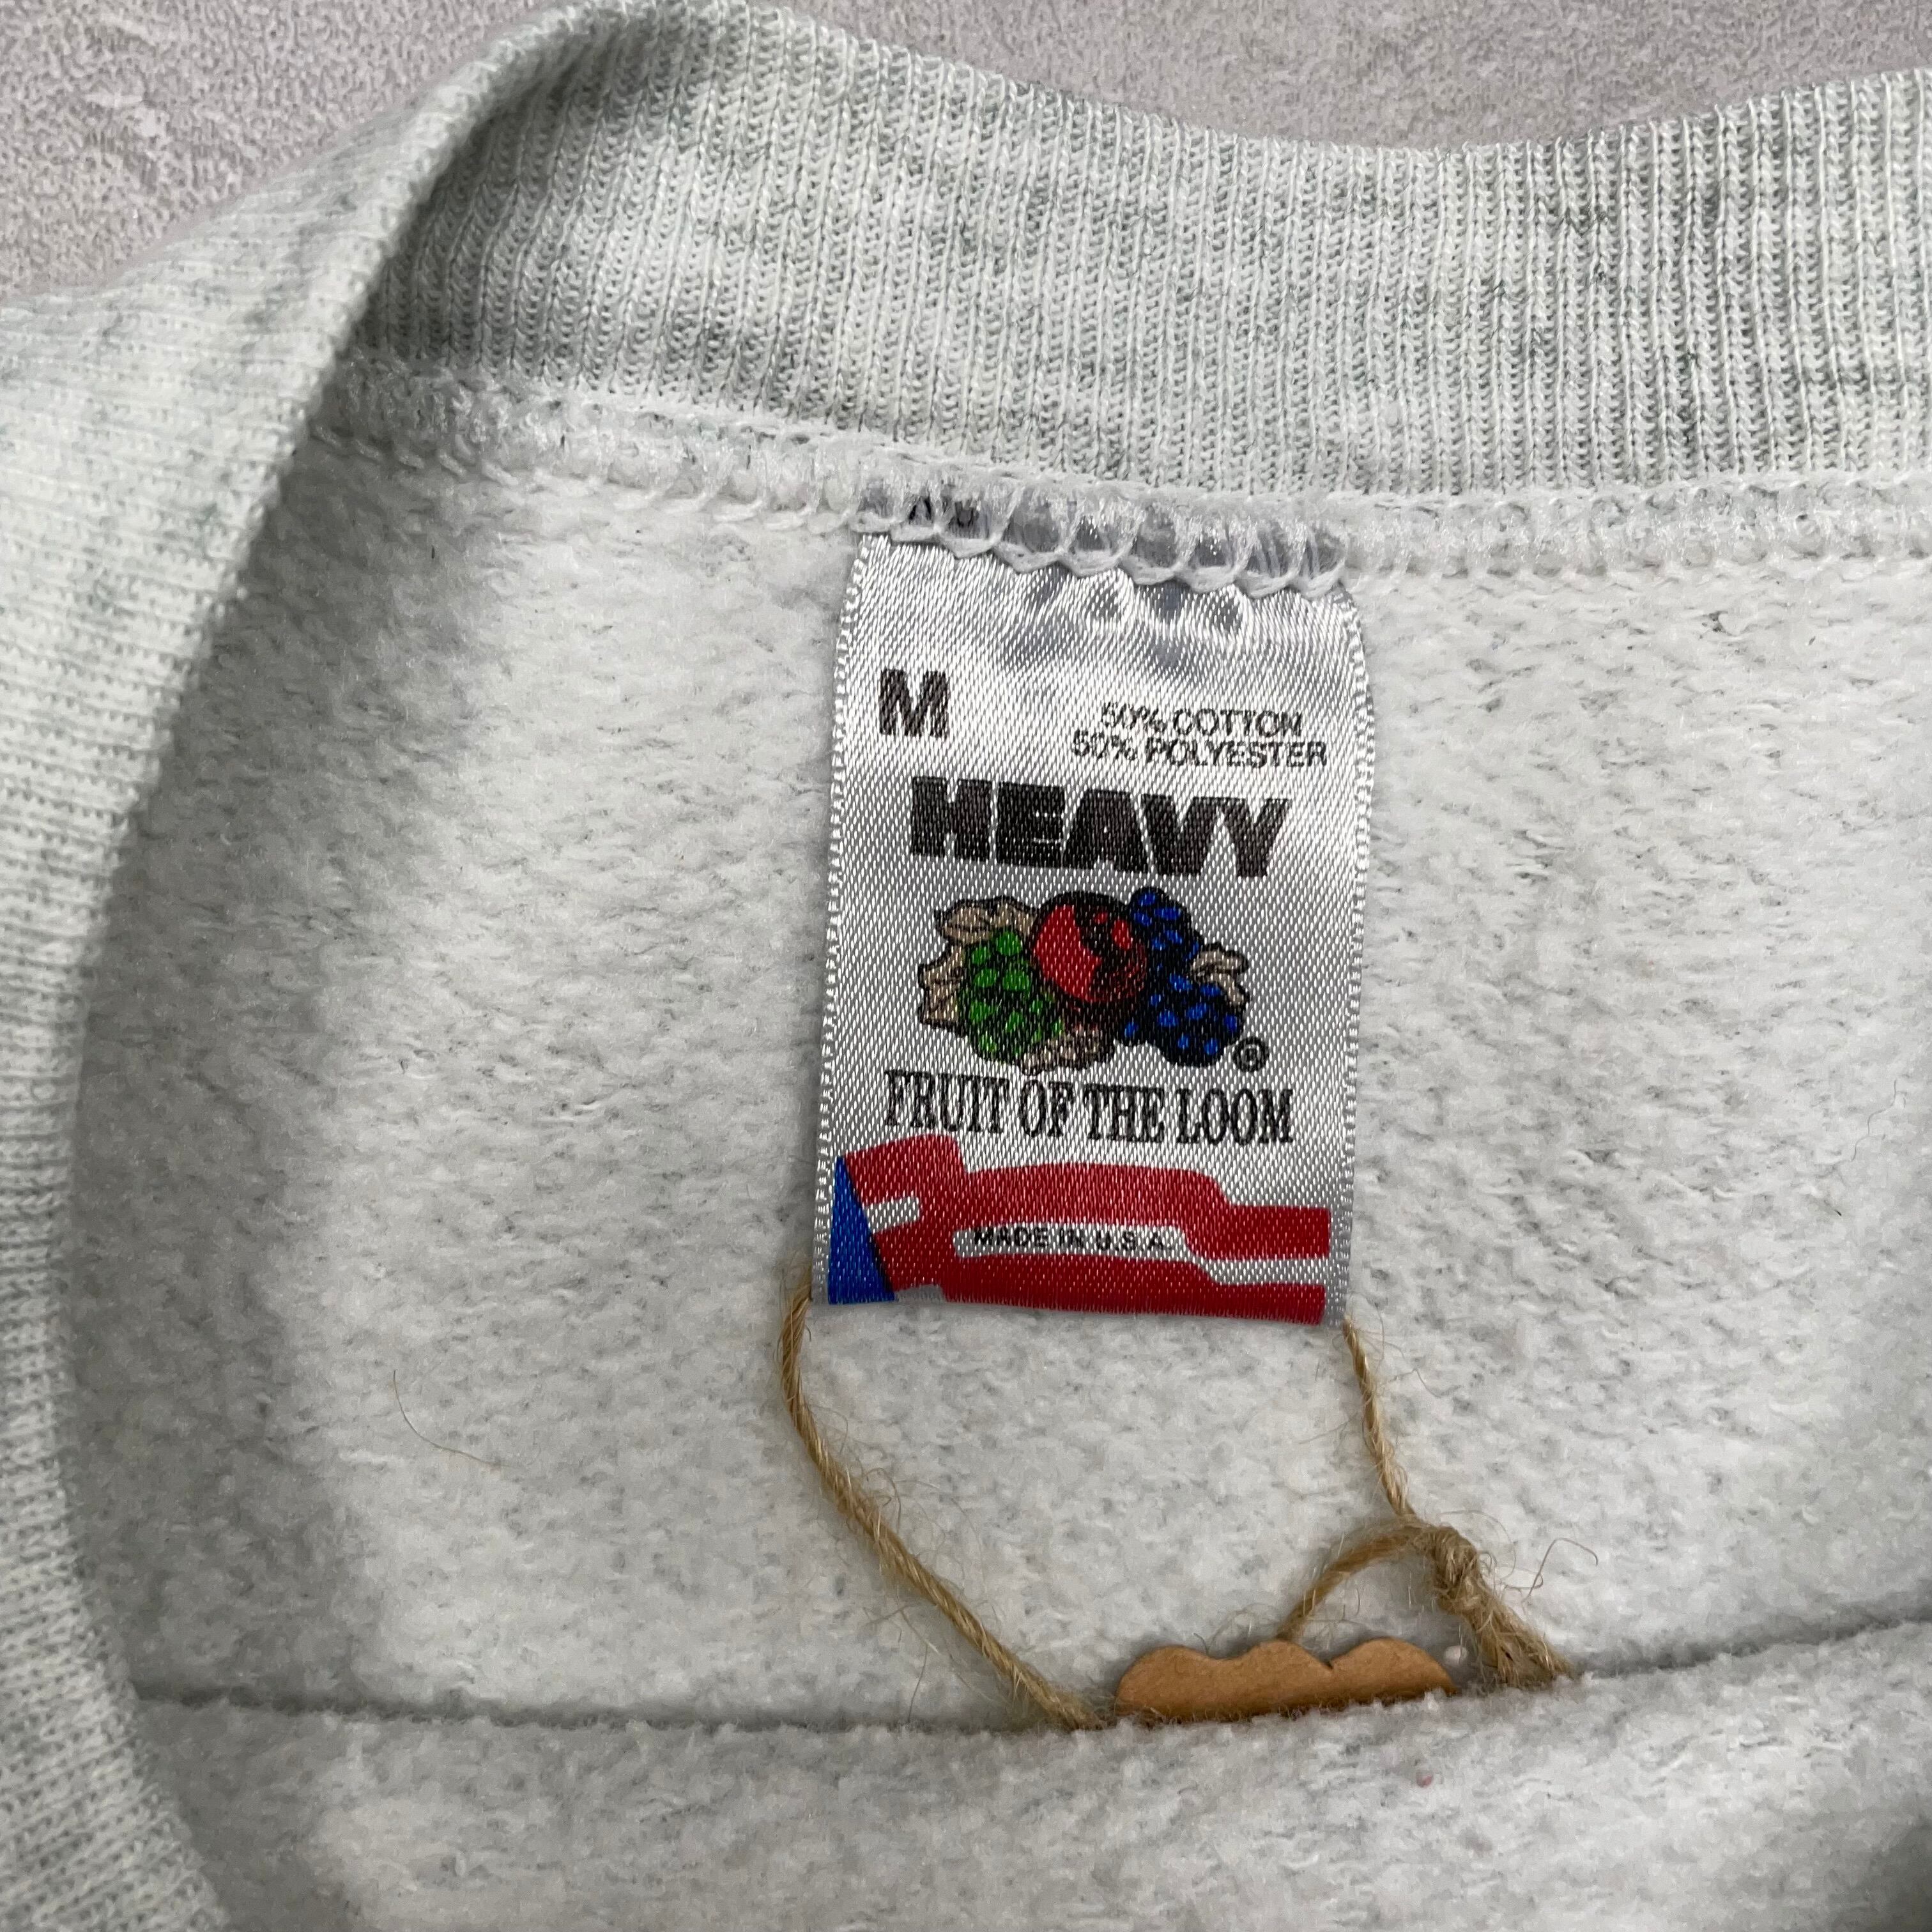 M
50% COTTON
50% POLYESTER
HEAVY
®
FRUIT OF THE LOOM
MADE IN U.S.A.